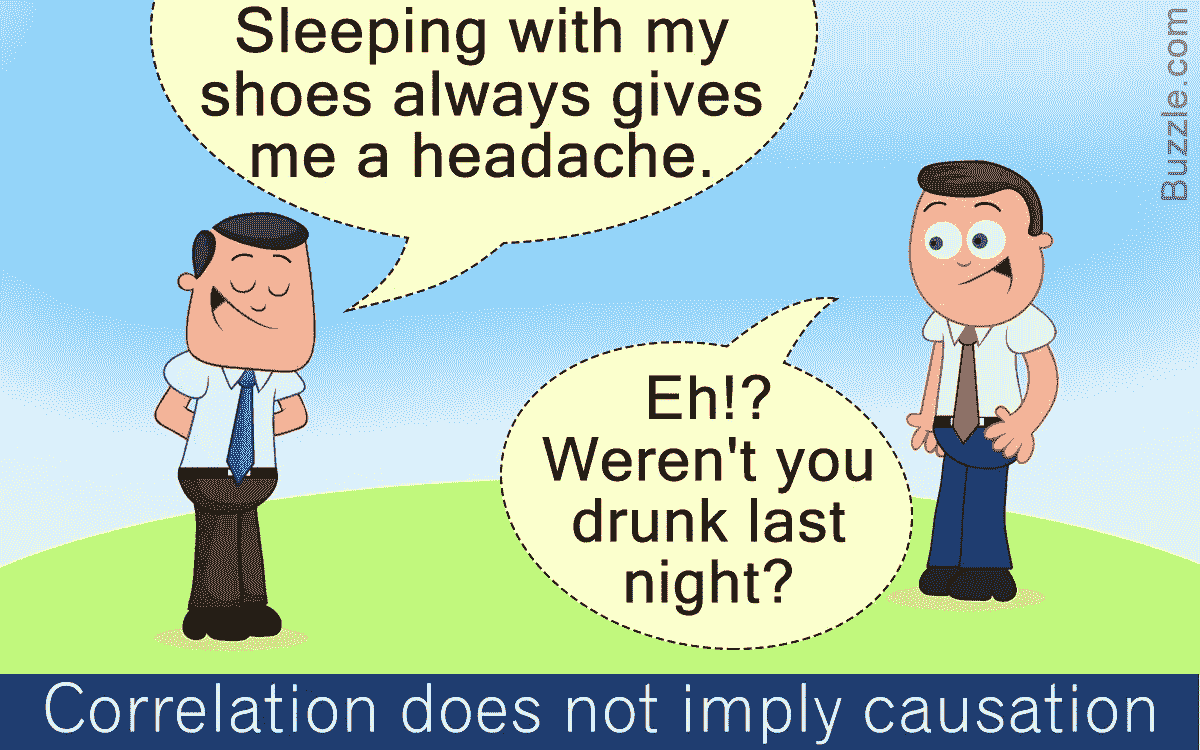 Sleeping with my
shoes always gives
me a headache.
Buzzle.com
Eh!?
Weren't you
drunk last
night?
Correlation does not imply causation